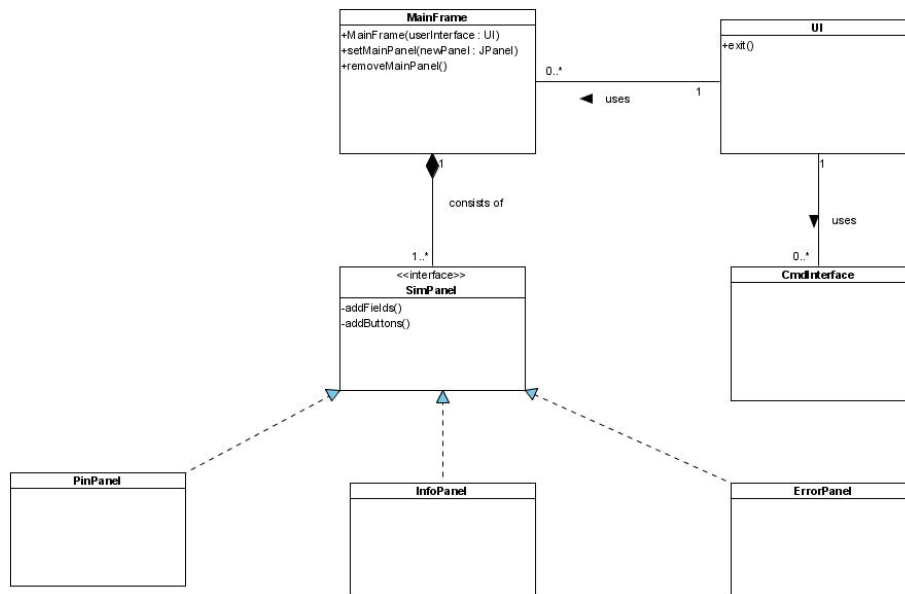 MainFrame
+MainFrame(userInterface : UI)
+setMainPanel(newPanel : JPanel)
+removeMainPanel()
UI
+exit()
0..*
1
uses
1
consists of
1
uses
1..*
0..*
<<interface>>
SimPanel
-addFields()
-addButtons()
CmdInterface
PinPanel
InfoPanel
ErrorPanel